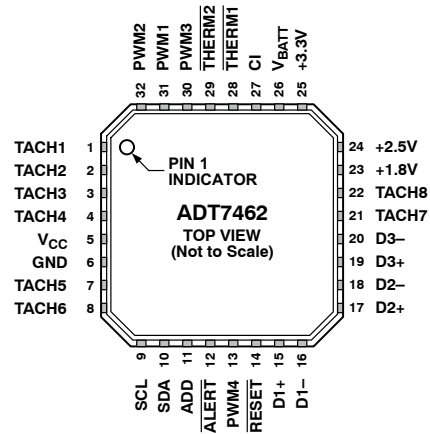 PWM2
PWM1
PWM3
THERM2
THERM1
CI
VBATT
+3.3V
32
31
30
29
28
27
26
25
TACH1 1
TACH2 2
TACH3 3
TACH4 4
VCC 5
GND 6
TACH5 7
TACH6 8
PIN 1
INDICATOR
ADT7462
TOP VIEW
(Not to Scale)
24 +2.5V
23 +1.8V
22 TACH8
21 TACH7
20 D3–
19 D3+
18 D2–
17 D2+
9
10
11
12
13
14
15
16
SCL
SDA
ADD
ALERT
PWM4
RESET
D1+
D1–